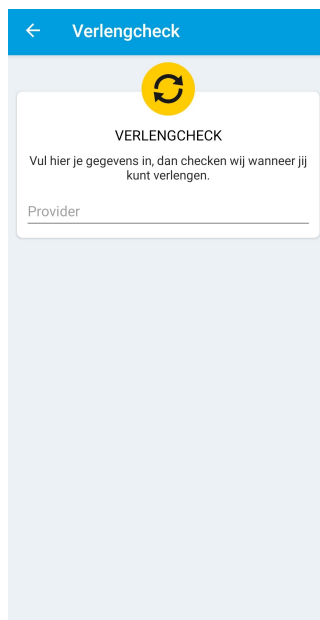 Verlengcheck
VERLENGCHECK
Vul hier je gegevens in, dan checken wij wanneer jij
kunt verlengen.
Provider